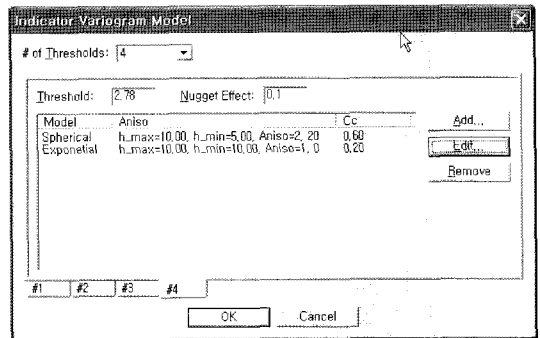 Indicator Variogram Model
# of Thresholds: 4
Threshold: 2,78 Nugget Effect: 0,1
Model Aniso Cc
Spherical h_max=10,00, h_min=5,00, Aniso=2, 20 0,60
Exponetial h_max=10,00, h_min=10,00, Aniso=1, 0 0,20
Add...
Edit...
Remove
#1 #2 #3 #4
OK Cancel